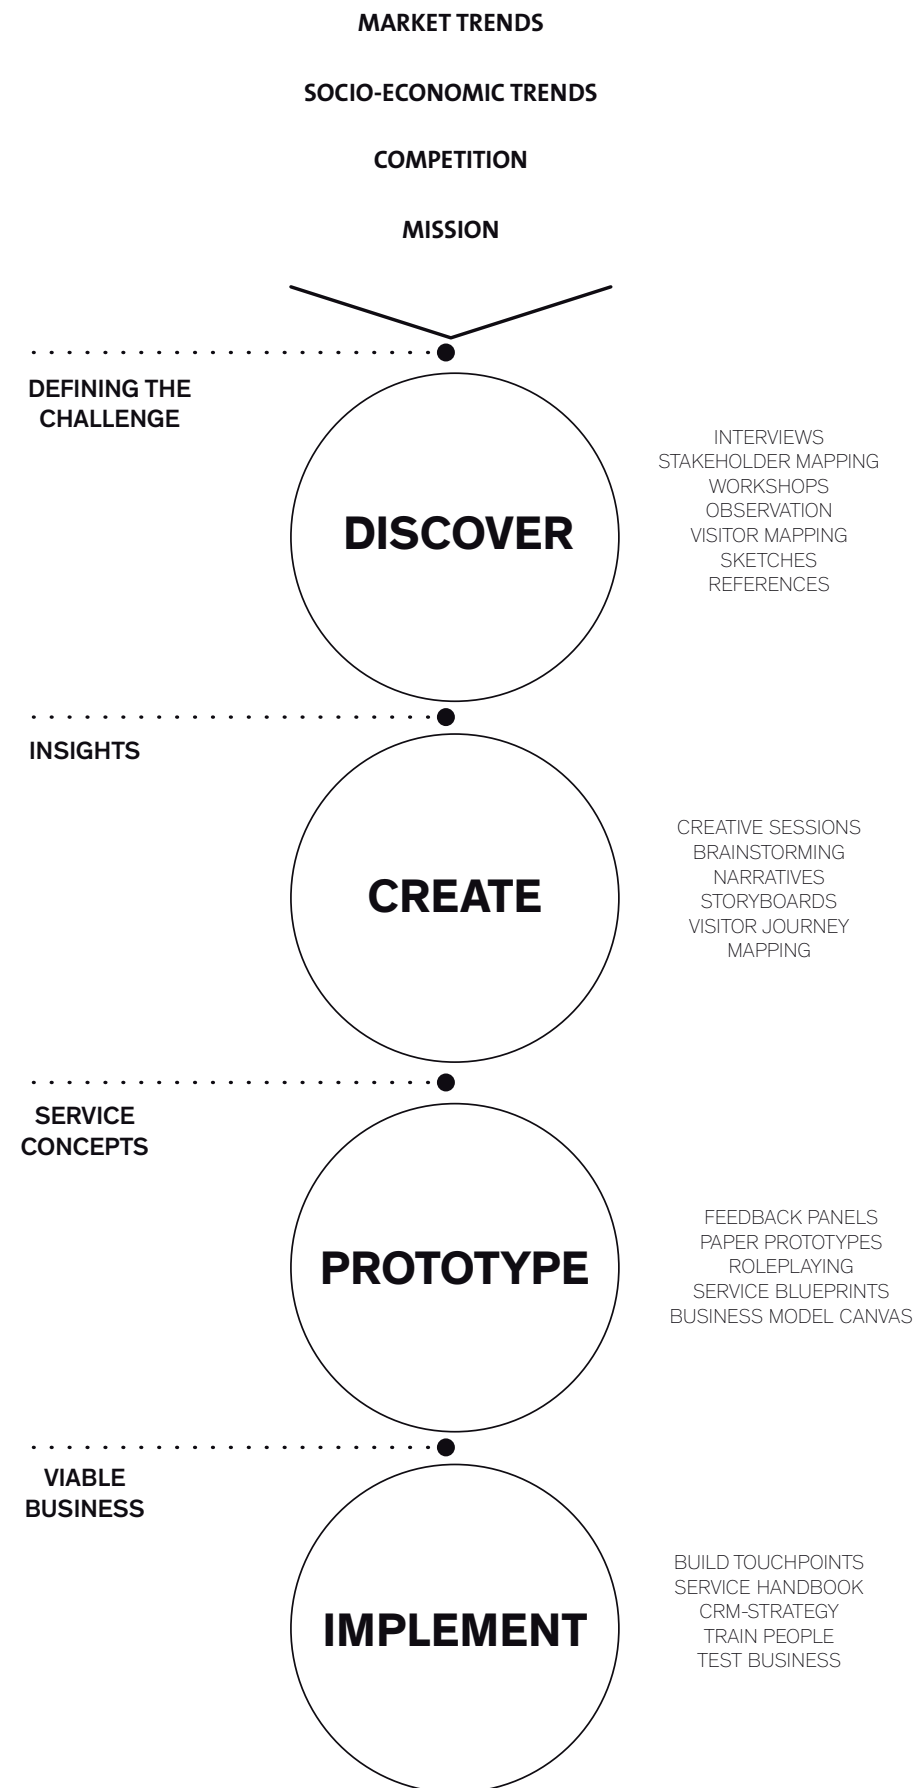 MARKET TRENDS
SOCIO-ECONOMIC TRENDS
COMPETITION
MISSION
DEFINING THE
CHALLENGE
DISCOVER
INTERVIEWS
STAKEHOLDER MAPPING
WORKSHOPS
OBSERVATION
VISITOR MAPPING
SKETCHES
REFERENCES
INSIGHTS
CREATE
CREATIVE SESSIONS
BRAINSTORMING
NARRATIVES
STORYBOARDS
VISITOR JOURNEY
MAPPING
SERVICE
CONCEPTS
PROTOTYPE
FEEDBACK PANELS
PAPER PROTOTYPES
ROLEPLAYING
SERVICE BLUEPRINTS
BUSINESS MODEL CANVAS
VIABLE
BUSINESS
IMPLEMENT
BUILD TOUCHPOINTS
SERVICE HANDBOOK
CRM-STRATEGY
TRAIN PEOPLE
TEST BUSINESS